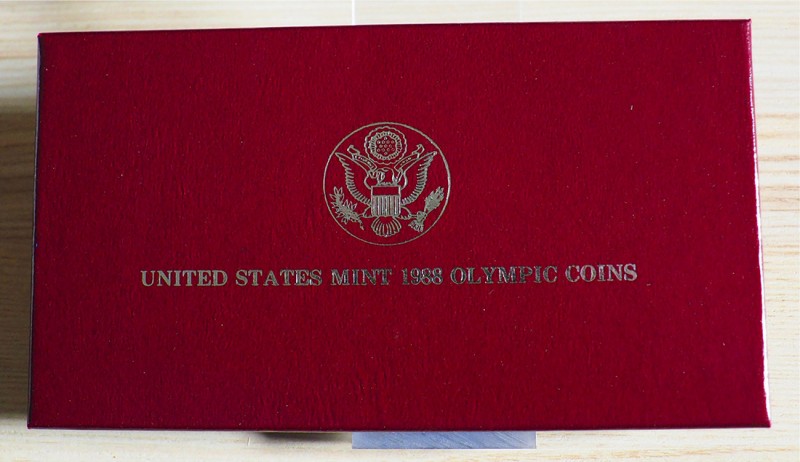 UNITED STATES MINT 1988 OLYMPIC COINS